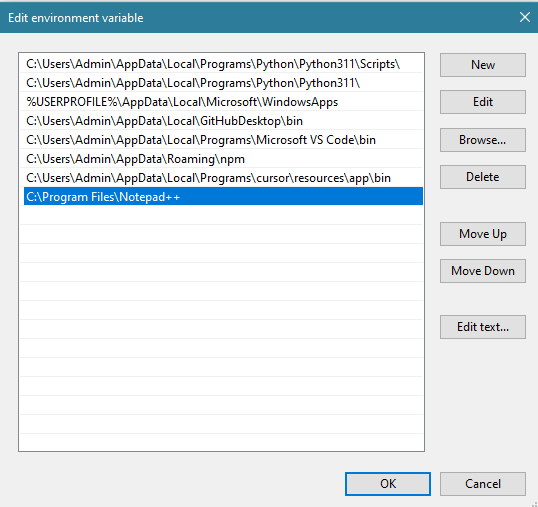 Edit environment variable
C:\Users\Admin\AppData\Local\Programs\Python\Python311\Scripts\
C:\Users\Admin\AppData\Local\Programs\Python\Python311\
%USERPROFILE%\AppData\Local\Microsoft\WindowsApps
C:\Users\Admin\AppData\Local\GitHubDesktop\bin
C:\Users\Admin\AppData\Local\Programs\Microsoft VS Code\bin
C:\Users\Admin\AppData\Roaming\npm
C:\Users\Admin\AppData\Local\Programs\cursor\resources\app\bin
C:\Program Files\Notepad++
New
Edit
Browse...
Delete
Move Up
Move Down
Edit text...
OK
Cancel